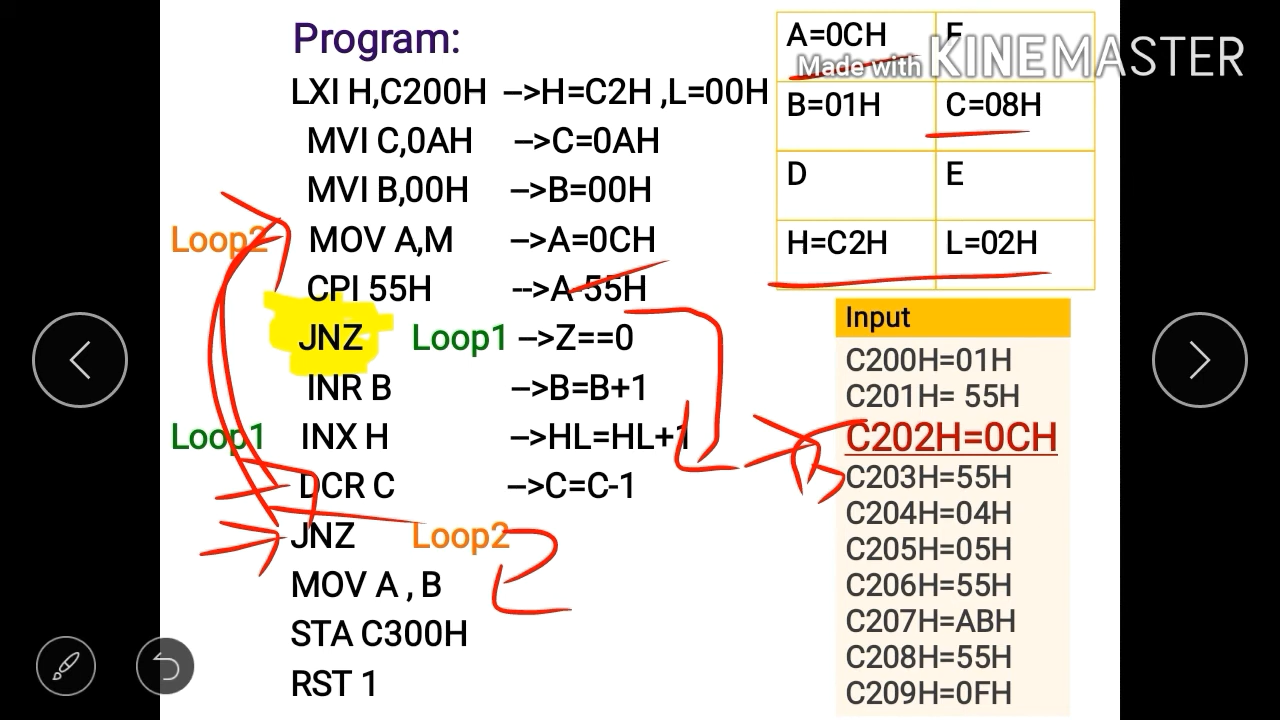 Program:
LXI H,C200H –>H=C2H ,L=00H
MVI C,0AH –>C=0AH
MVI B,00H –>B=00H
Loop2 MOV A,M –>A=0CH
CPI 55H -->A-55H
JNZ Loop1 –>Z==0
INR B –>B=B+1
Loop1 INX H –>HL=HL+1
DCR C –>C=C-1
JNZ Loop2
MOV A , B
STA C300H
RST 1
A=0CH F
Made with KINEMASTER
B=01H C=08H
D E
H=C2H L=02H
Input
C200H=01H
C201H= 55H
C202H=0CH
C203H=55H
C204H=04H
C205H=05H
C206H=55H
C207H=ABH
C208H=55H
C209H=0FH